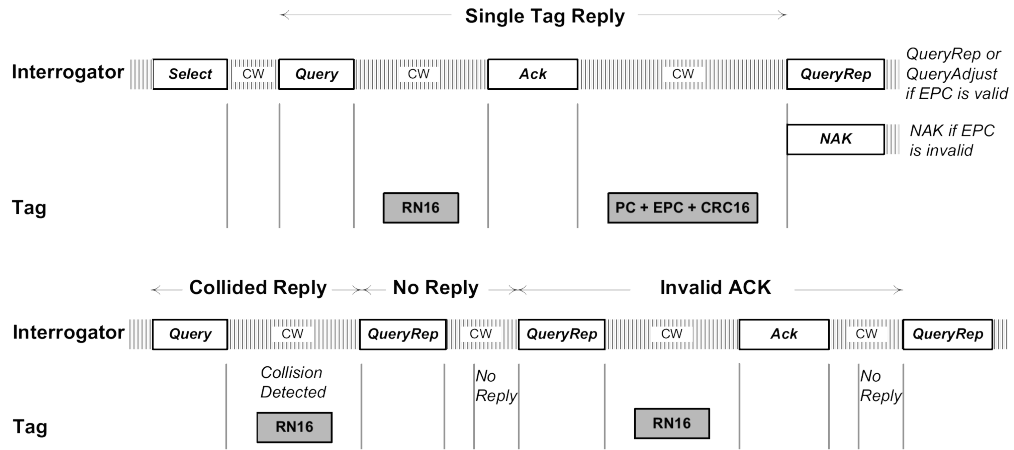 Single Tag Reply
Interrogator
Select
CW
Query
CW
Ack
CW
QueryRep
QueryRep or
QueryAdjust
if EPC is valid
NAK
NAK if EPC
is invalid
Tag
RN16
PC + EPC + CRC16
Collided Reply
No Reply
Invalid ACK
Interrogator
Query
CW
QueryRep
CW
QueryRep
CW
Ack
CW
QueryRep
Collision
Detected
No
Reply
No
Reply
Tag
RN16
RN16